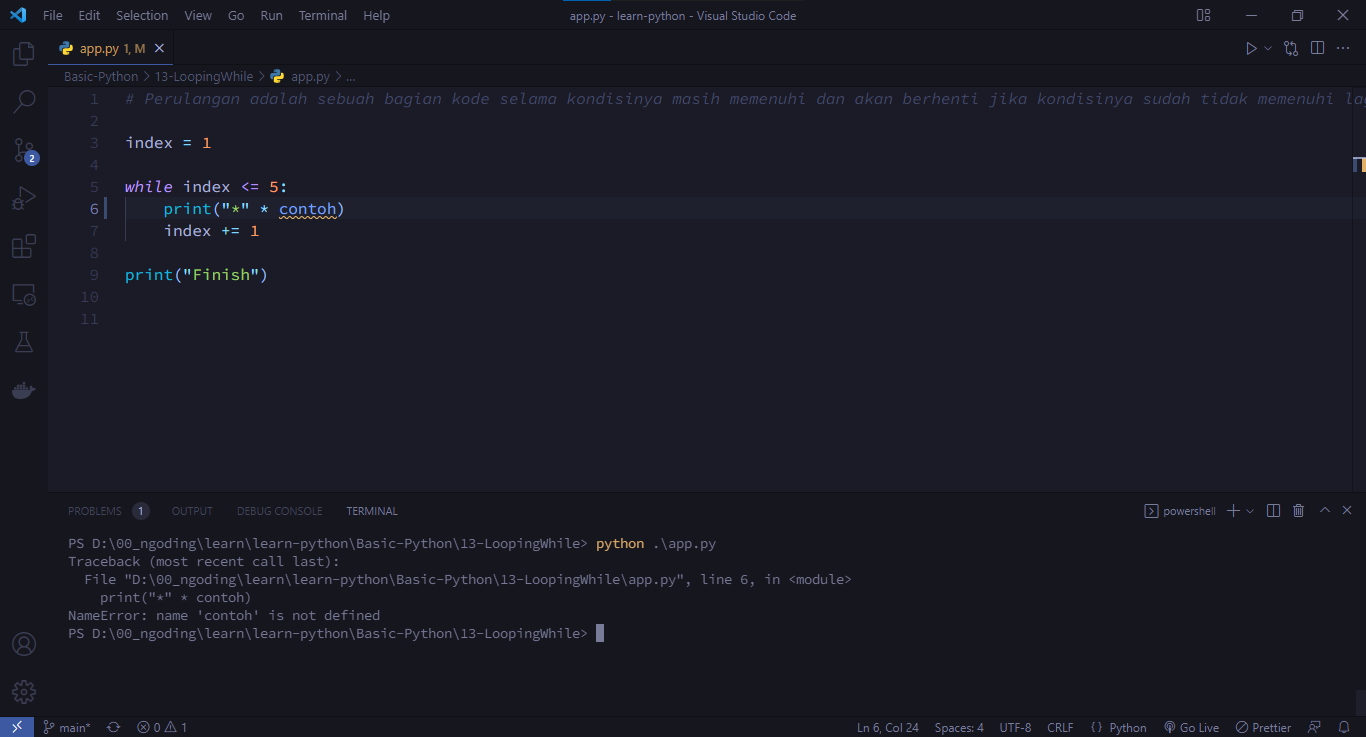 File Edit Selection View Go Run Terminal Help app.py - learn-python - Visual Studio Code
app.py 1, M
Basic-Python > 13-LoopingWhile > app.py > ...
1 # Perulangan adalah sebuah bagian kode selama kondisinya masih memenuhi dan akan berhenti jika kondisinya sudah tidak memenuhi lag
2
3 index = 1
4
5 while index <= 5:
6 print("*" * contoh)
7 index += 1
8
9 print("Finish")
10
11
2
PROBLEMS 1 OUTPUT DEBUG CONSOLE TERMINAL powershell
PS D:\00_ngoding\learn\learn-python\Basic-Python\13-LoopingWhile> python .\app.py
Traceback (most recent call last):
File "D:\00_ngoding\learn\learn-python\Basic-Python\13-LoopingWhile\app.py", line 6, in <module>
print("*" * contoh)
NameError: name 'contoh' is not defined
PS D:\00_ngoding\learn\learn-python\Basic-Python\13-LoopingWhile>
main* 0 1 Ln 6, Col 24 Spaces: 4 UTF-8 CRLF {} Python Go Live Prettier